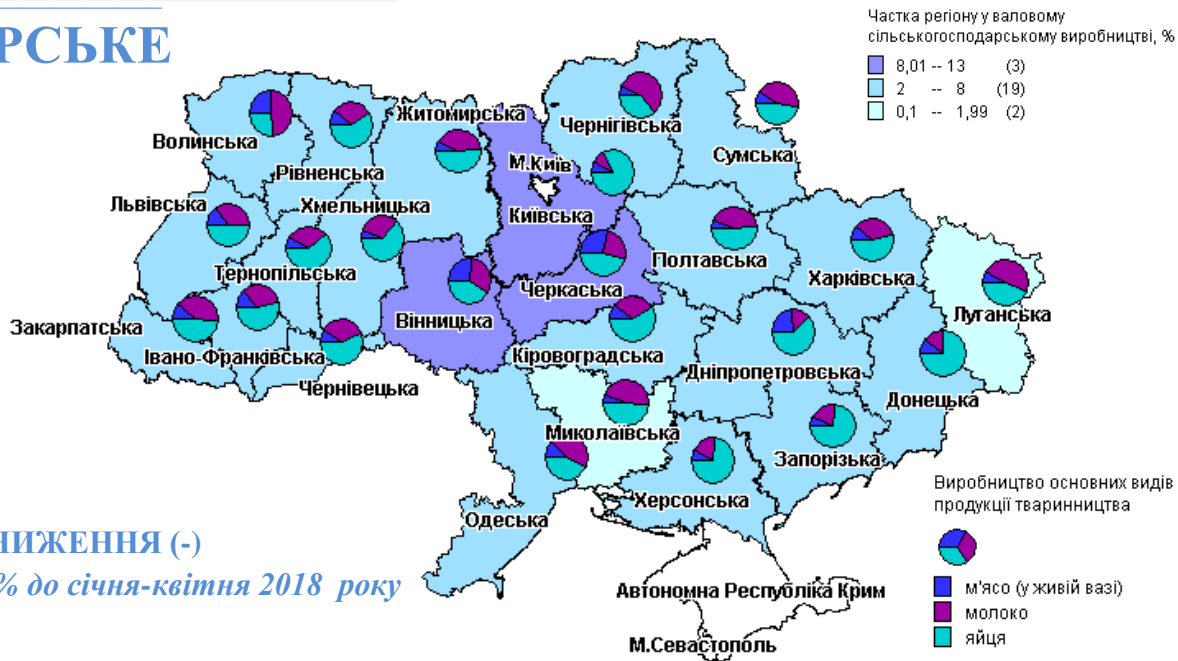 РСЬКЕ
Частка регіону у валовому
сільськогосподарському виробництві, %
8,01 -- 13 (3)
2 -- 8 (19)
0,1 -- 1,99 (2)
Житомирська
Чернігівська
Волинська
Рівненська
М.Київ
Сумська
Львівська
Хмельницька
Київська
Тернопільська
Черкаська
Полтавська
Харківська
Закарпатська
Івано-Франківська
Вінницька
Кіровоградська
Луганська
Чернівецька
Дніпропетровська
Донецька
Миколаївська
Запорізька
Херсонська
Одеська
Виробництво основних видів
продукції тваринництва
м'ясо (у живій вазі)
молоко
яйця
НИЖЕННЯ (-)
% до січня-квітня 2018 року
Автономна Республіка Крим
М.Севастополь